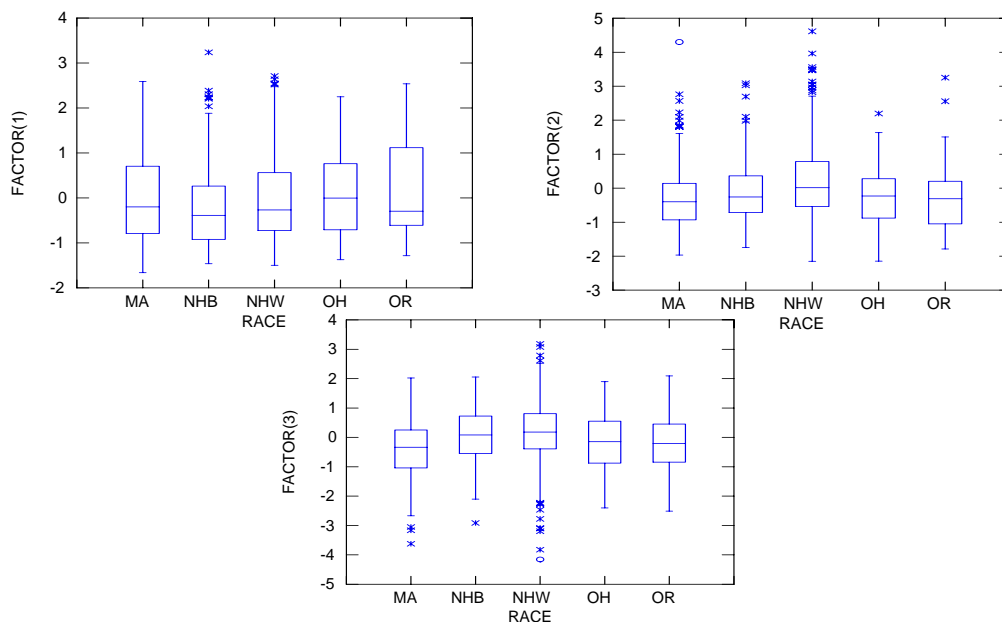 4
3
2
1
0
-1
-2
FACTOR(1)
MA NHB NHW OH OR
RACE
5
4
3
2
1
0
-1
-2
-3
FACTOR(2)
MA NHB NHW OH OR
RACE
4
3
2
1
0
-1
-2
-3
-4
-5
FACTOR(3)
MA NHB NHW OH OR
RACE